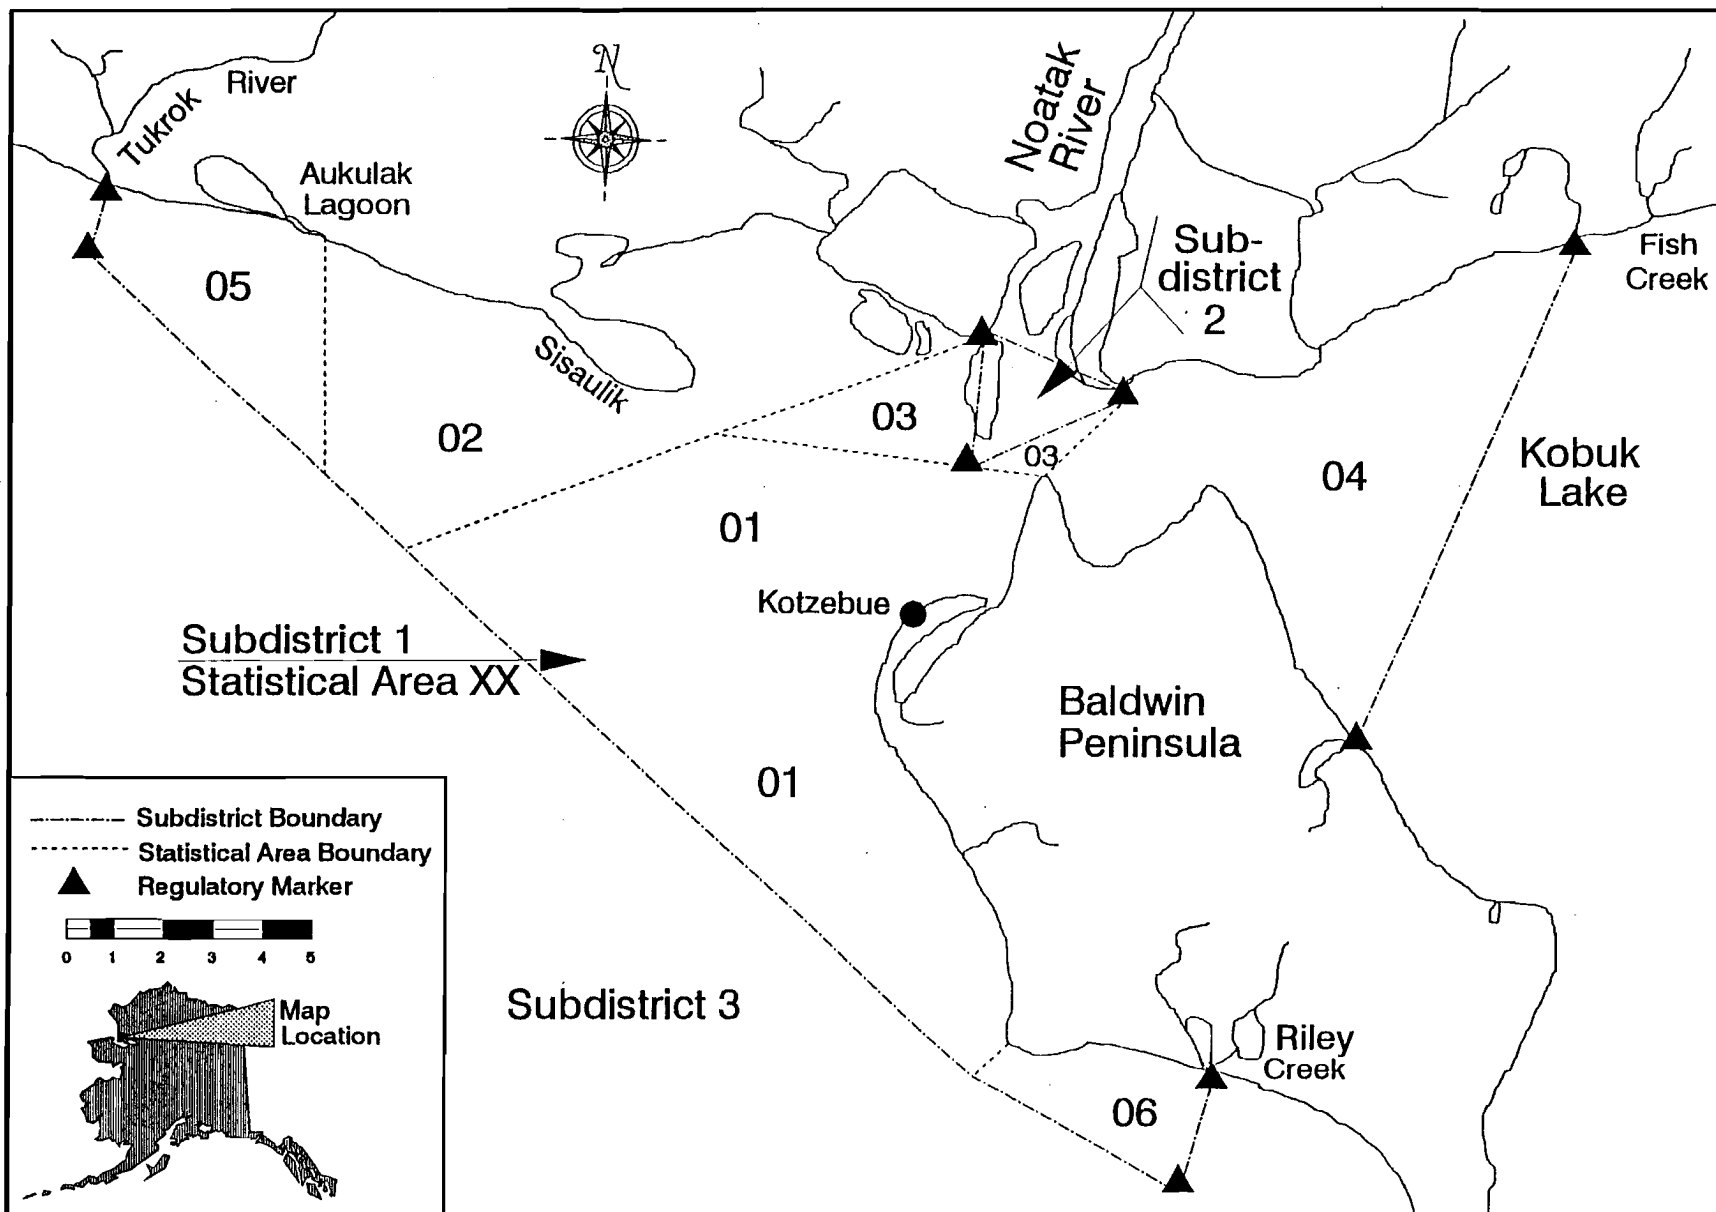 N
River
Tukrok
Aukulak
Lagoon
Noatak
River
Sub-
district
2
Fish
Creek
05
Sisaulik
02
03
03
04
Kobuk
Lake
01
Kotzebue
Subdistrict 1
Statistical Area XX
Baldwin
Peninsula
01
Subdistrict Boundary
Statistical Area Boundary
Regulatory Marker
0 1 2 3 4 5
Map
Location
Subdistrict 3
Riley
Creek
06